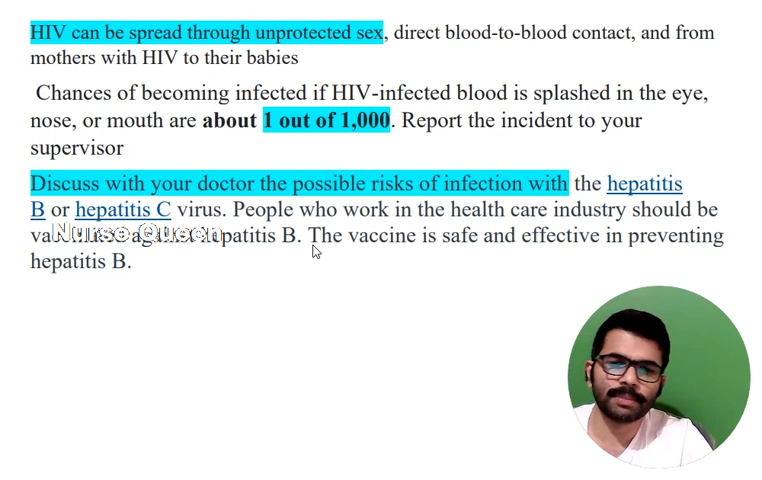 HIV can be spread through unprotected sex, direct blood-to-blood contact, and from
mothers with HIV to their babies
Chances of becoming infected if HIV-infected blood is splashed in the eye,
nose, or mouth are about 1 out of 1,000. Report the incident to your
supervisor
Discuss with your doctor the possible risks of infection with the hepatitis
B or hepatitis C virus. People who work in the health care industry should be
against hepatitis B. The vaccine is safe and effective in preventing
Nurse Queen
hepatitis B.